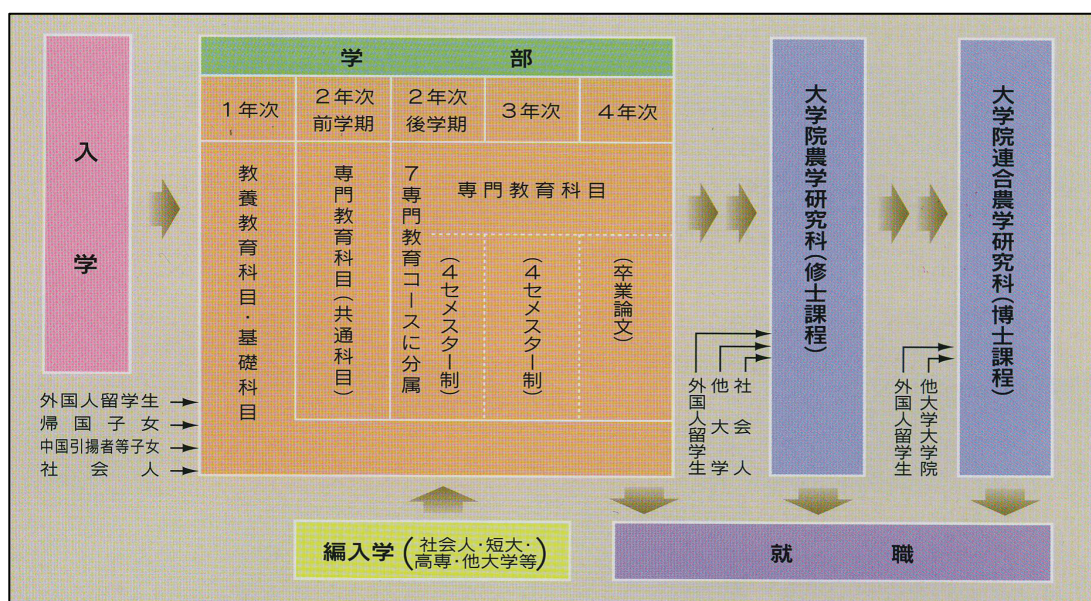 入学
外国人留学生
帰国子女
中国引揚者等子女
社会人
学部
1年次
2年次
前学期
2年次
後学期
3年次
4年次
教養教育科目・基礎科目
専門教育科目(共通科目)
7専門教育コースに分属
専門教育科目
(4セメスター制)
(4セメスター制)
(卒業論文)
編入学(社会人・短大・
高専・他大学等)
大学院農学研究科(修士課程)
外国人留学生
他大学
社会人
大学院連合農学研究科(博士課程)
外国人留学生
他大学大学院
就職